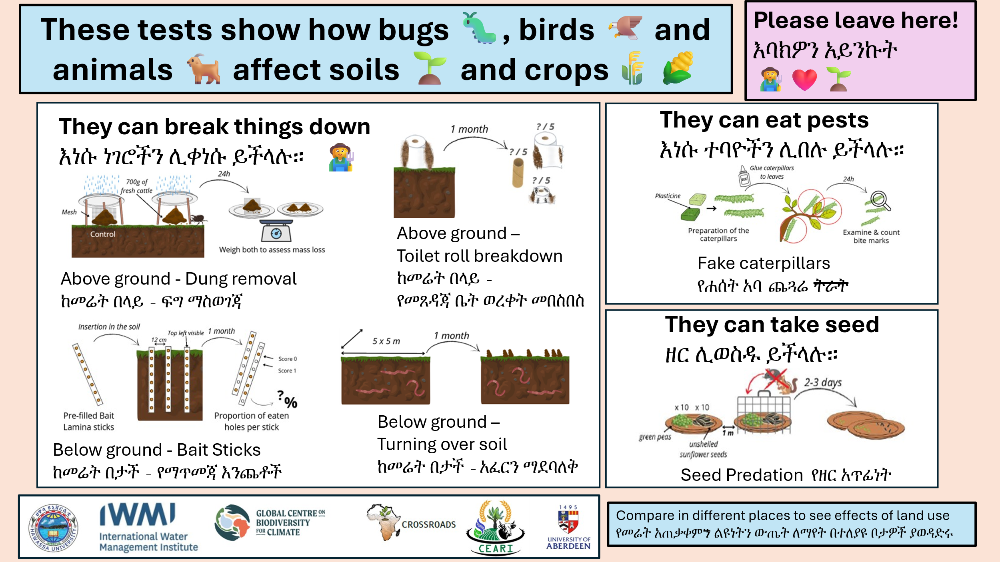 These tests show how bugs , birds and
animals affect soils and crops
Please leave here!
እባክዎን አይንኩት
They can break things down
እነሱ ነገሮችን ሊቀነሱ ይችላሉ።
700g of
fresh cattle
24h
Mesh
Control
Weigh both to assess mass loss
Above ground - Dung removal
ከመሬት በላይ - ፍግ ማስወገጃ
1 month
? / 5
? / 5
? / 5
Above ground –
Toilet roll breakdown
ከመሬት በላይ -
የመጸዳጃ ቤት ወረቀት መበስበስ
Insertion in the soil
12 cm
Top left visible
1 month
Score 0
Score 1
?%
Pre-filled Bait
Lamina sticks
Proportion of eaten
holes per stick
Below ground - Bait Sticks
ከመሬት በታች - የማጥመጃ እንጨቶች
5 x 5 m
1 month
Below ground –
Turning over soil
ከመሬት በታች - አፈርን ማደባለቅ
They can eat pests
እነሱ ተባዮችን ሊበሉ ይችላሉ።
Glue caterpillars
to leaves
GLUE
24h
Plasticine
Preparation of the
caterpillars
Examine & count
bite marks
Fake caterpillars
የሐሰት አባ ጨጓሬ ትራት
They can take seed
ዘር ሊወስዱ ይችላሉ።
2-3 days
x 10 x 10
1 m
green peas
unshelled
sunflower seeds
Seed Predation የዘር አጥፊነት
ሀዋሳ ዩኒቨርሲቲ
HAWASSA UNIVERSITY
IWMI
International Water
Management Institute
GLOBAL CENTRE ON
BIODIVERSITY
FOR CLIMATE
CROSSROADS
CEARI
1495
UNIVERSITY OF
ABERDEEN
Compare in different places to see effects of land use
የመሬት አጠቃቀምን ልዩነትን ውጤት ለማየት በተለያዩ ቦታዎች ያወዳድሩ